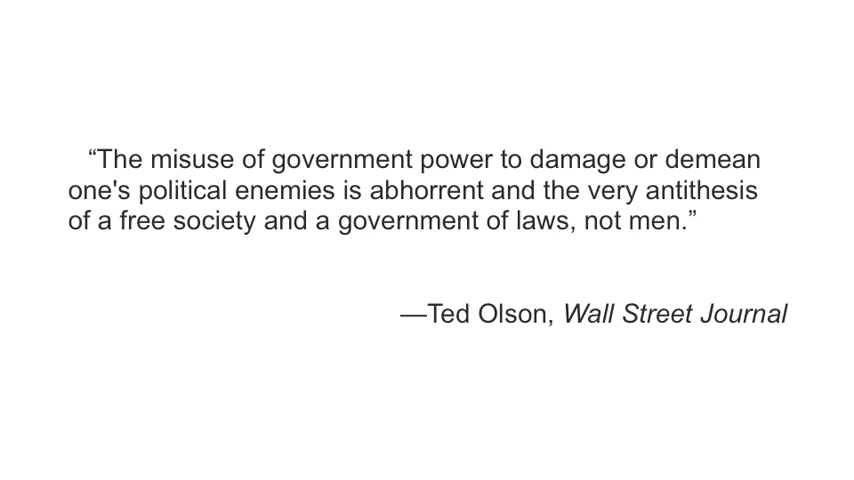 “The misuse of government power to damage or demean
one's political enemies is abhorrent and the very antithesis
of a free society and a government of laws, not men.”
—Ted Olson, Wall Street Journal